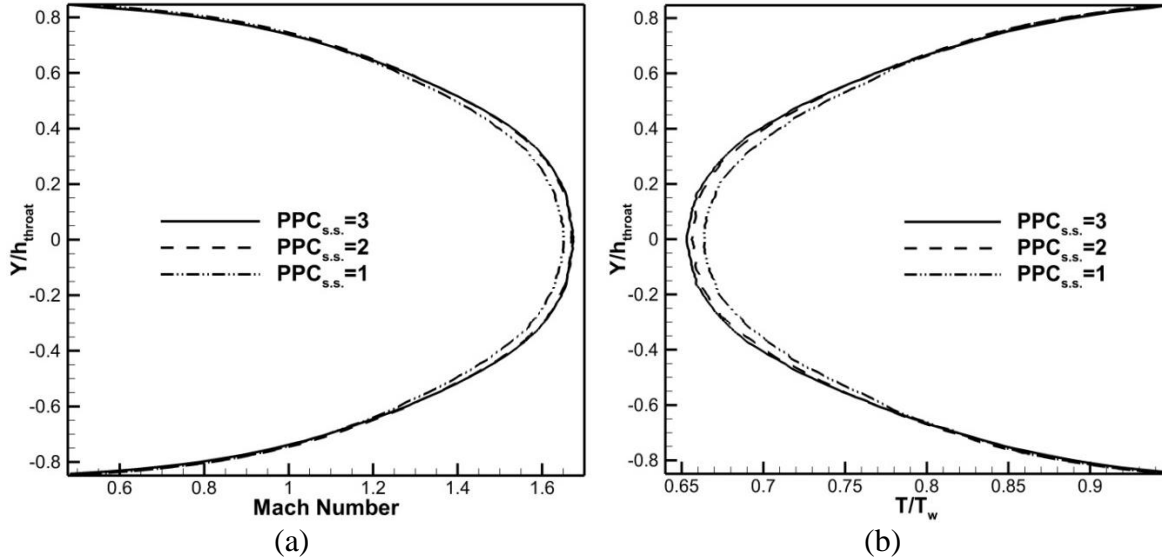 0.8
0.6
0.4
0.2
0
-0.2
-0.4
-0.6
-0.8
Y/h_throat
PPC_s.s.=3
PPC_s.s.=2
PPC_s.s.=1
0.6 0.8 1 1.2 1.4 1.6
Mach Number
(a)
0.8
0.6
0.4
0.2
0
-0.2
-0.4
-0.6
-0.8
Y/h_throat
PPC_s.s.=3
PPC_s.s.=2
PPC_s.s.=1
0.65 0.7 0.75 0.8 0.85 0.9
T/T_w
(b)